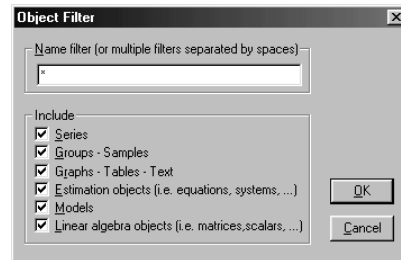 Object Filter
Name filter (or multiple filters separated by spaces)
*
Include
Series
Groups - Samples
Graphs - Tables - Text
Estimation objects (i.e. equations, systems, ...)
Models
Linear algebra objects (i.e. matrices,scalars, ...)
OK
Cancel